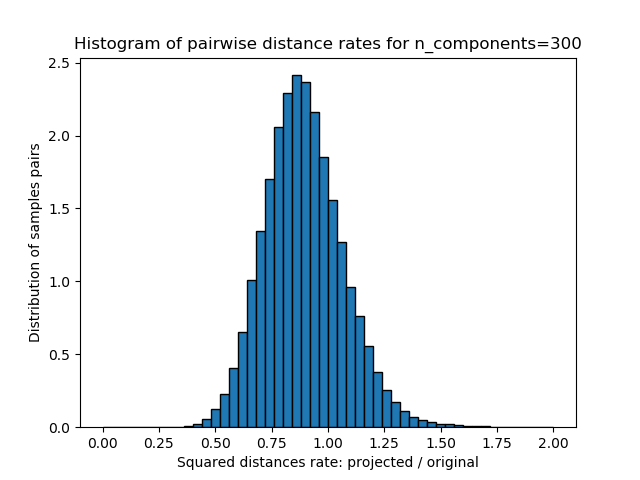 Histogram of pairwise distance rates for n_components=300
2.5
2.0
1.5
1.0
0.5
0.0
Distribution of samples pairs
0.00 0.25 0.50 0.75 1.00 1.25 1.50 1.75 2.00
Squared distances rate: projected / original